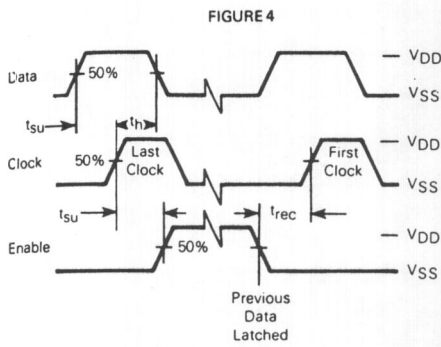 FIGURE 4
VDD
Data
50%
VSS
tsu
th
VDD
Clock
50%
Last
Clock
First
Clock
VSS
tsu
trec
VDD
Enable
50%
VSS
Previous
Data
Latched